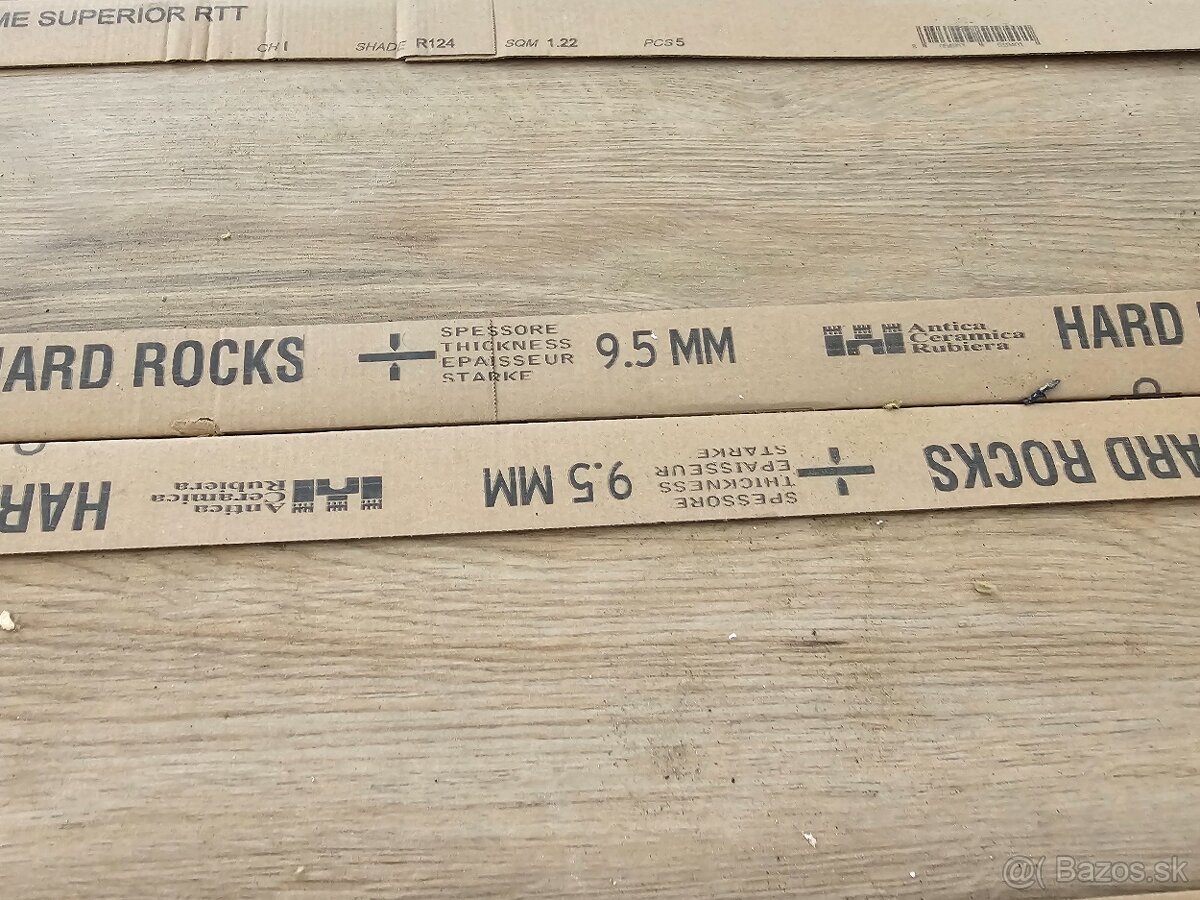 ME SUPERIOR RTT
CH I SHADE R124 SQM 1.22 PCS 5
HARD ROCKS
SPESSORE
THICKNESS
EPAISSEUR
STARKE
9.5 MM
Antica
Ceramica
Rubiera
HARD
HARD ROCKS
SPESSORE
THICKNESS
EPAISSEUR
STARKE
9.5 MM
Antica
Ceramica
Rubiera
HAR
@( Bazos.sk